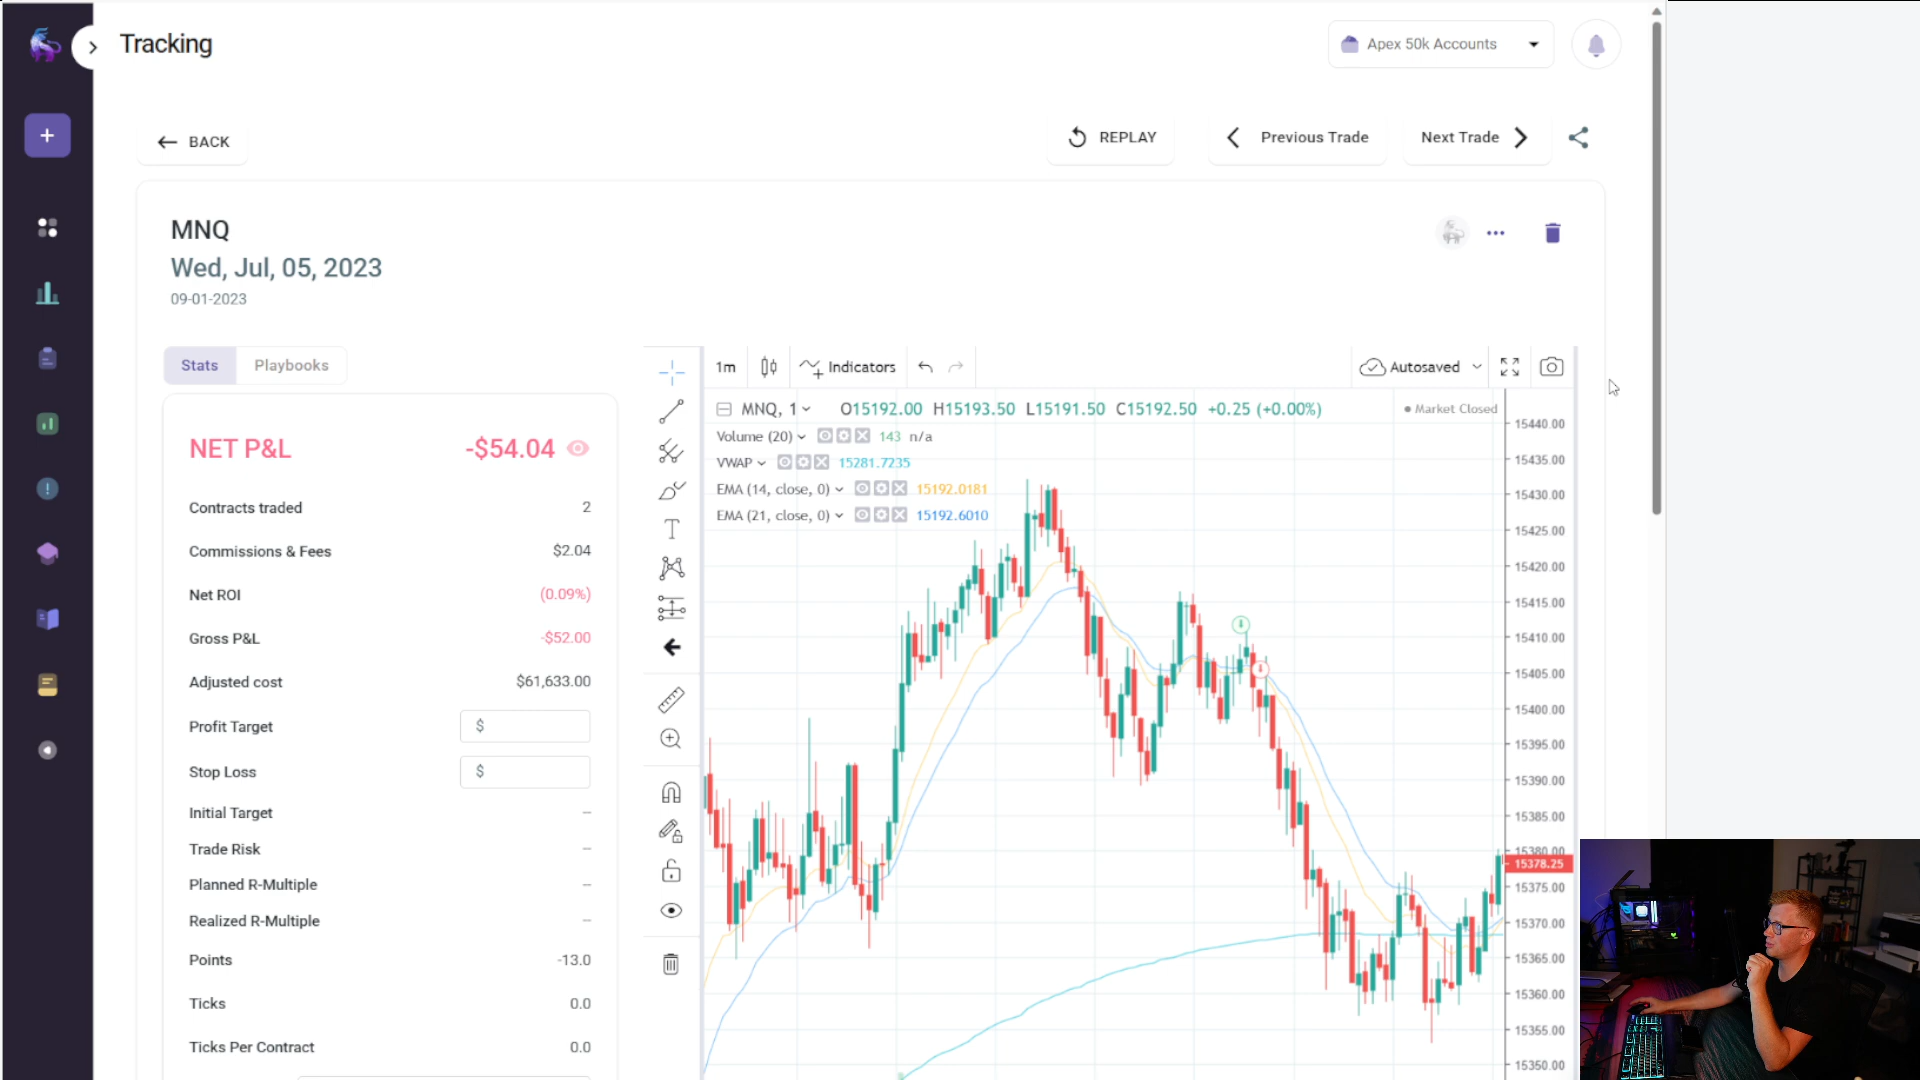 Tracking
Apex 50k Accounts
BACK
REPLAY
Previous Trade
Next Trade
MNQ
Wed, Jul, 05, 2023
09-01-2023
Stats
Playbooks
NET P&L
-$54.04
Contracts traded
2
Commissions & Fees
$2.04
Net ROI
(0.09%)
Gross P&L
-$52.00
Adjusted cost
$61,633.00
Profit Target
$
Stop Loss
$
Initial Target
--
Trade Risk
--
Planned R-Multiple
--
Realized R-Multiple
--
Points
-13.0
Ticks
0.0
Ticks Per Contract
0.0
1m
Indicators
Autosaved
MNQ, 1
O15192.00 H15193.50 L15191.50 C15192.50 +0.25 (+0.00%)
Market Closed
Volume (20)
143 n/a
VWAP
15281.7235
EMA (14, close, 0)
15192.0181
EMA (21, close, 0)
15192.6010
15440.00
15435.00
15430.00
15425.00
15420.00
15415.00
15410.00
15405.00
15400.00
15395.00
15390.00
15385.00
15380.00
15378.25
15375.00
15370.00
15365.00
15360.00
15355.00
15350.00